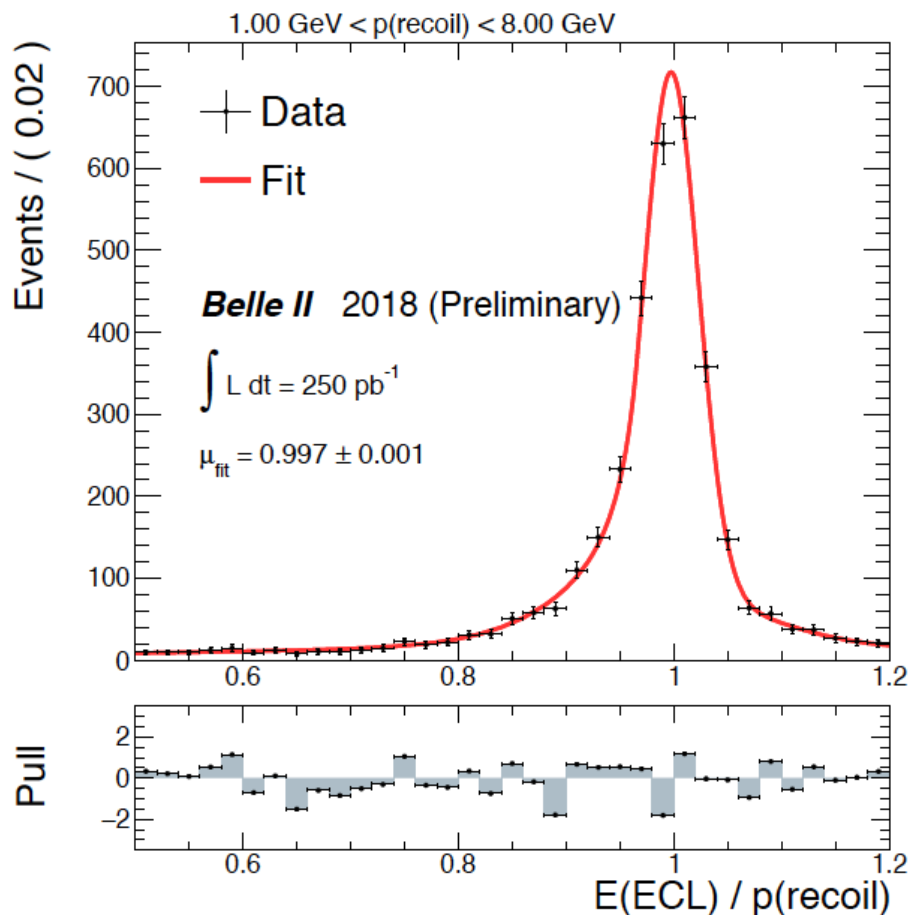 1.00 GeV < p(recoil) < 8.00 GeV
Events / ( 0.02)
700
600
500
400
300
200
100
0
Data
Fit
Belle II 2018 (Preliminary)
∫ L dt = 250 pb⁻¹
μfit = 0.997 ± 0.001
0.6 0.8 1 1.2
Pull
2
0
−2
0.6 0.8 1 1.2
E(ECL) / p(recoil)